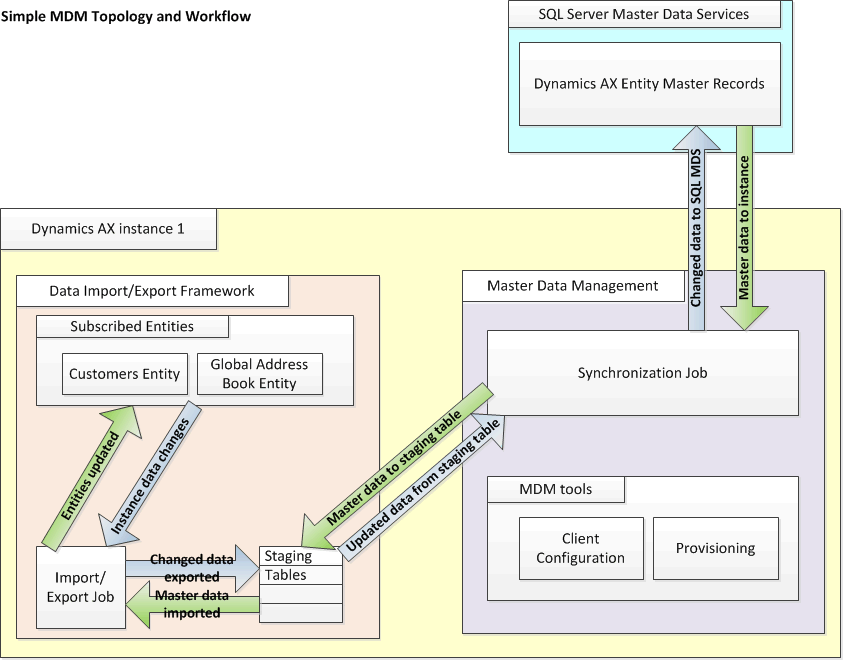 Simple MDM Topology and Workflow
SQL Server Master Data Services
Dynamics AX Entity Master Records
Changed data to SQL MDS
Master data to instance
Dynamics AX instance 1
Data Import/Export Framework
Subscribed Entities
Customers Entity
Global Address
Book Entity
Entities updated
Instance data changes
Import/
Export Job
Changed data
exported
Master data
imported
Staging
Tables
Master data to staging table
Updated data from staging table
Master Data Management
Synchronization Job
MDM tools
Client
Configuration
Provisioning